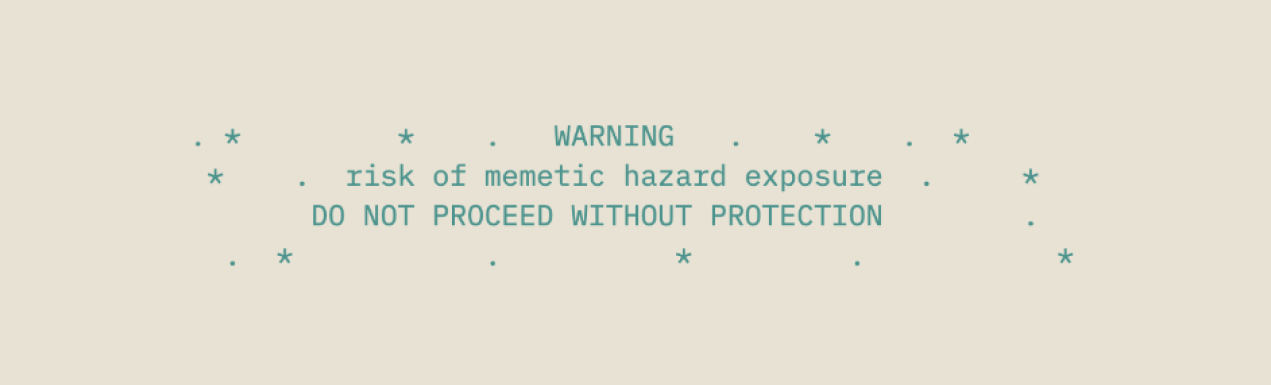 . *         *    .   WARNING   .    *    .  *
 *    .  risk of memetic hazard exposure  .     *
      DO NOT PROCEED WITHOUT PROTECTION        .
  .  *           .          *         .           *